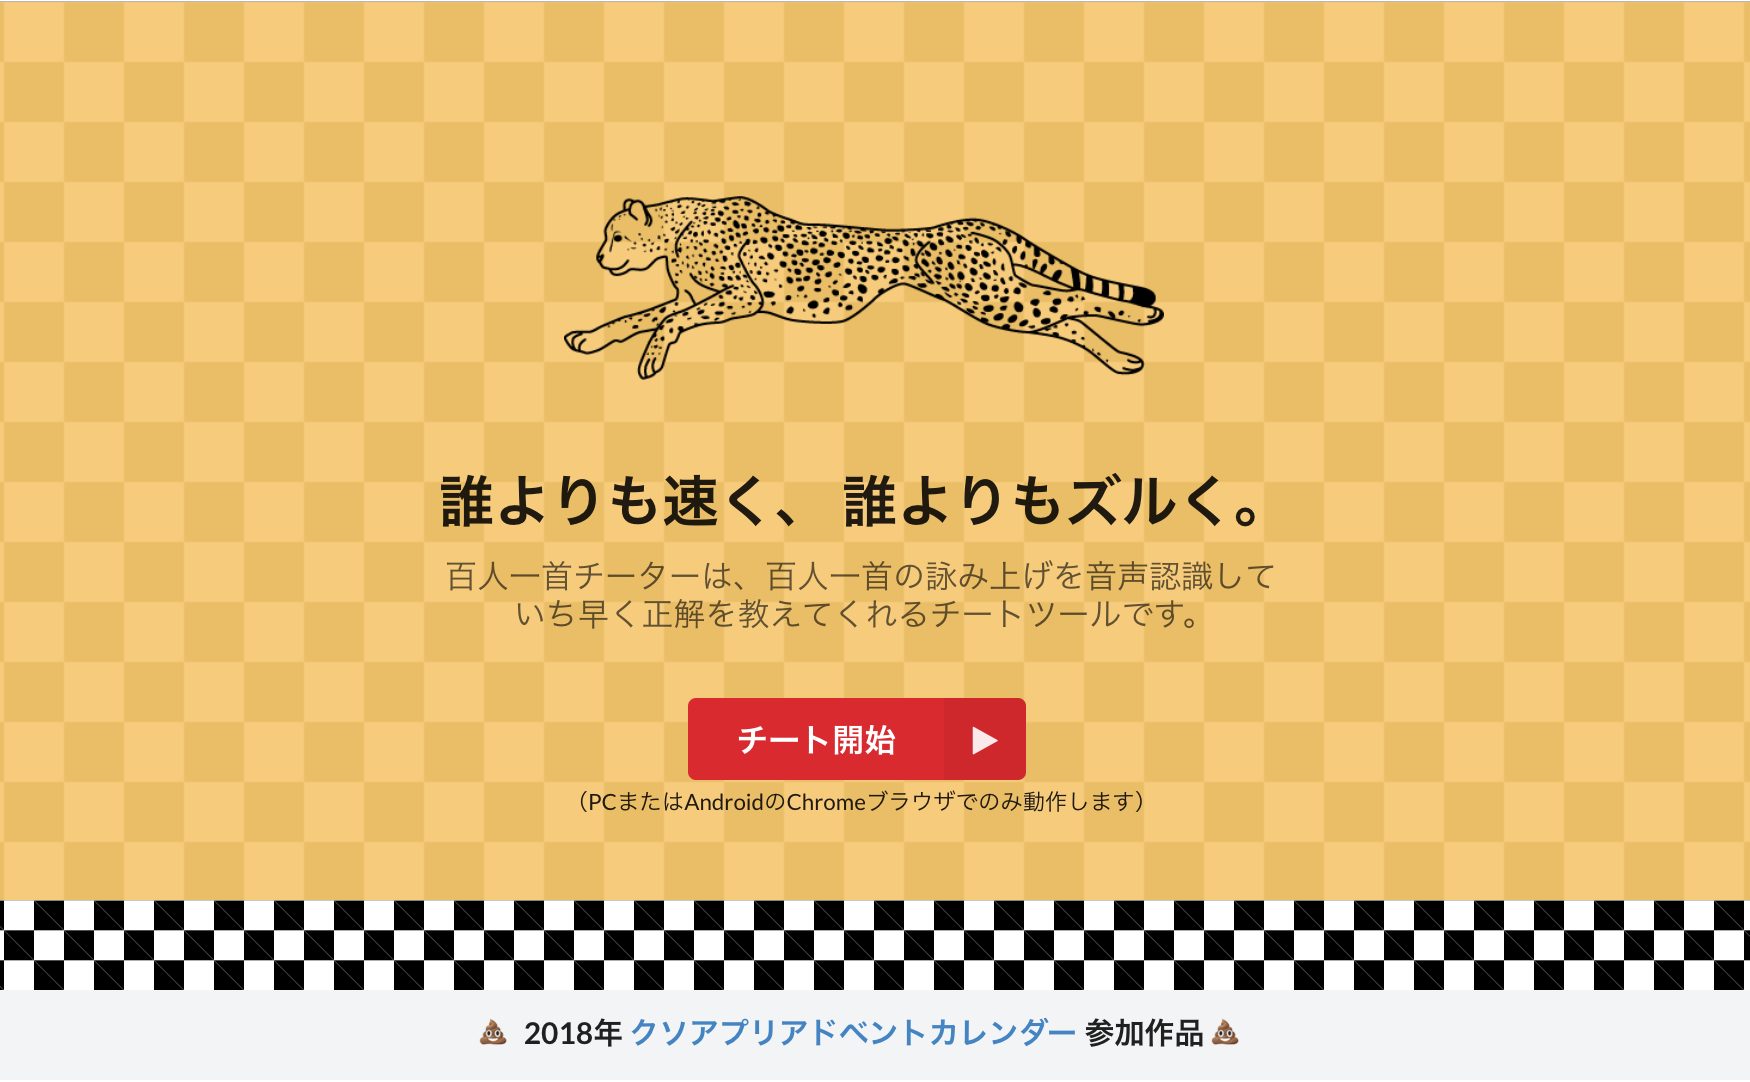 誰よりも速く、 誰よりもズルく。
百人一首チーターは、百人一首の詠み上げを音声認識して
いち早く正解を教えてくれるチートツールです。
チート開始
（PCまたはAndroidのChromeブラウザでのみ動作します）
💩 2018年 クソアプリアドベントカレンダー 参加作品 💩